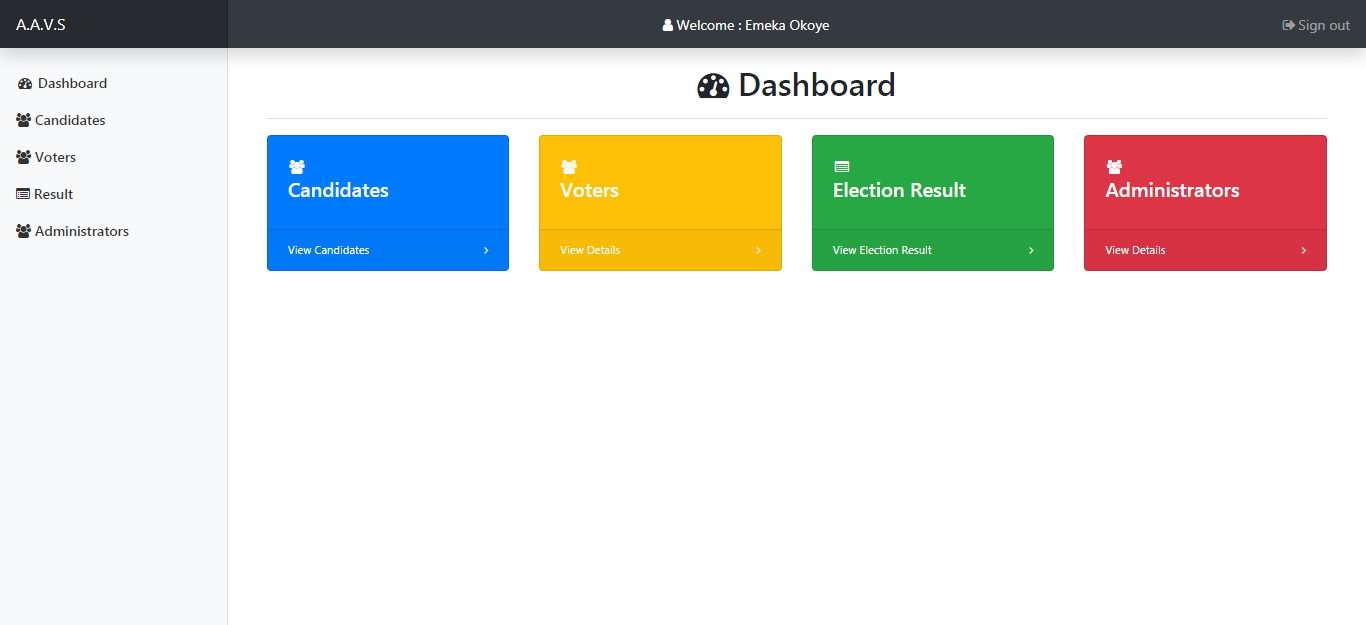 A.A.V.S
Welcome : Emeka Okoye
Sign out
Dashboard
Candidates
Voters
Result
Administrators
Dashboard
Candidates
View Candidates
Voters
View Details
Election Result
View Election Result
Administrators
View Details